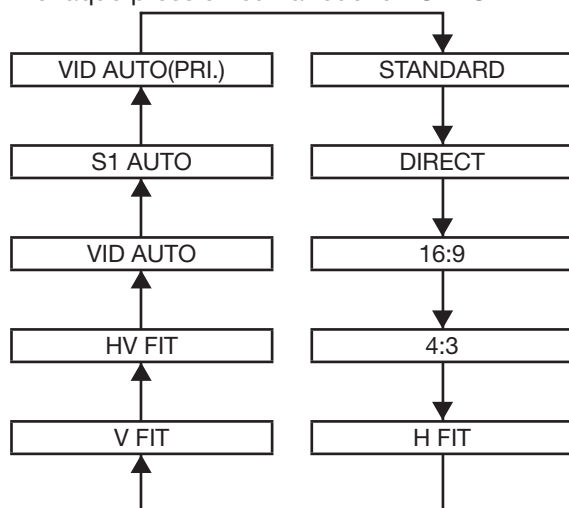 VID AUTO(PRI.)
STANDARD
S1 AUTO
DIRECT
VID AUTO
16:9
HV FIT
4:3
V FIT
H FIT